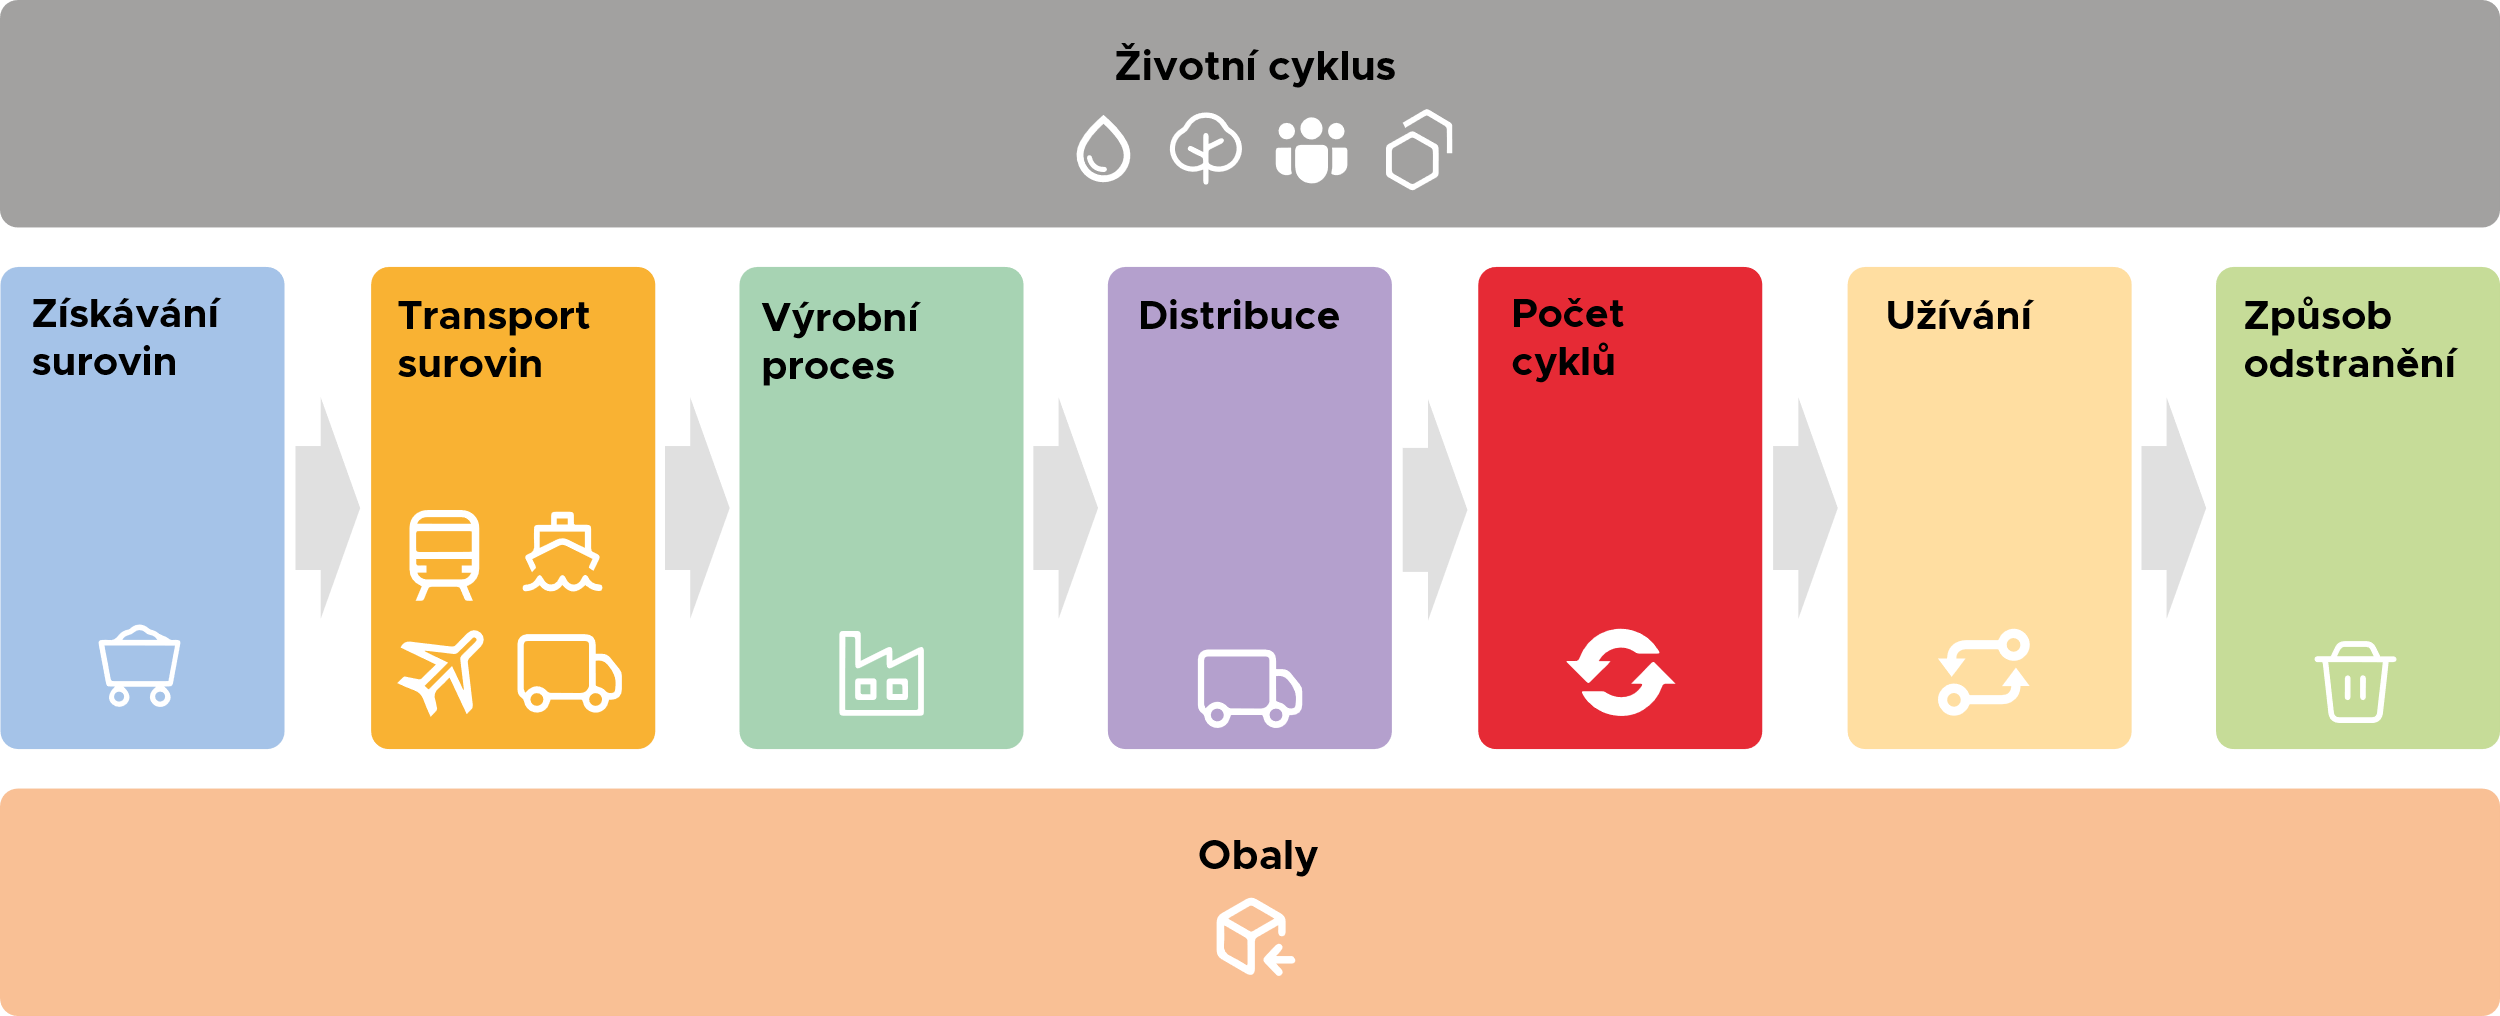 Životní cyklus
Získávání
surovin
Transport
surovin
Výrobní
proces
Distribuce
Počet
cyklů
Užívání
Způsob
odstranění
Obaly